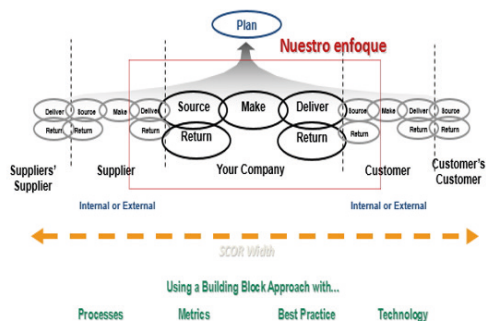 Plan
Nuestro enfoque
Deliver Source Make Deliver Source Make Deliver Source Make Deliver Source
Return Return Return Return Return Return Return Return
Suppliers' Supplier
Supplier
Your Company
Customer
Customer's Customer
Internal or External
Internal or External
SCOR Width
Using a Building Block Approach with...
Processes Metrics Best Practice Technology